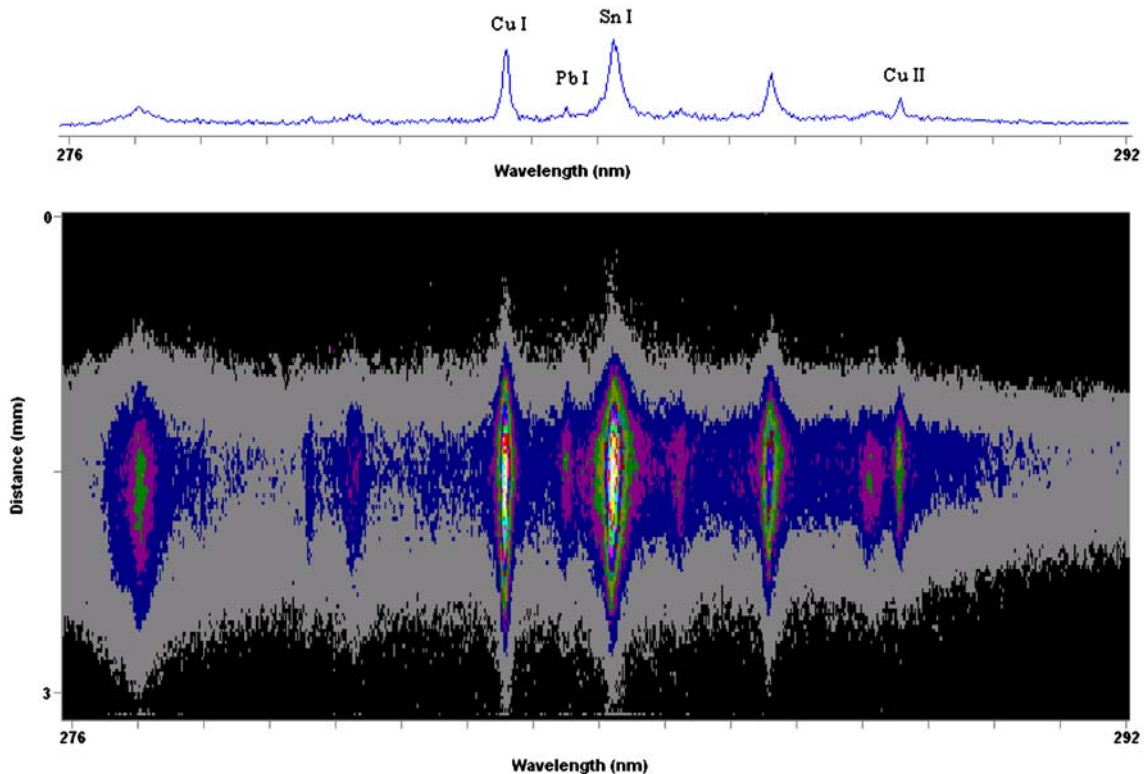 Cu I
Sn I
Pb I
Cu II
276
292
Wavelength (nm)
0
Distance (mm)
3
276
292
Wavelength (nm)